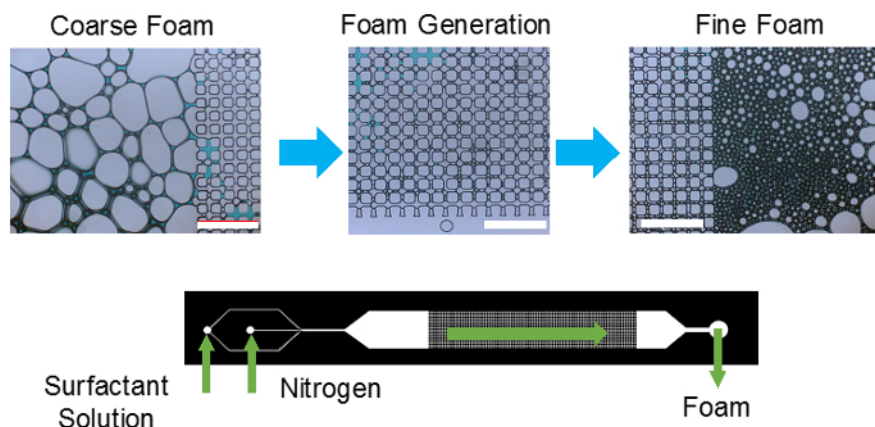 Coarse Foam
Foam Generation
Fine Foam
Surfactant
Solution
Nitrogen
Foam